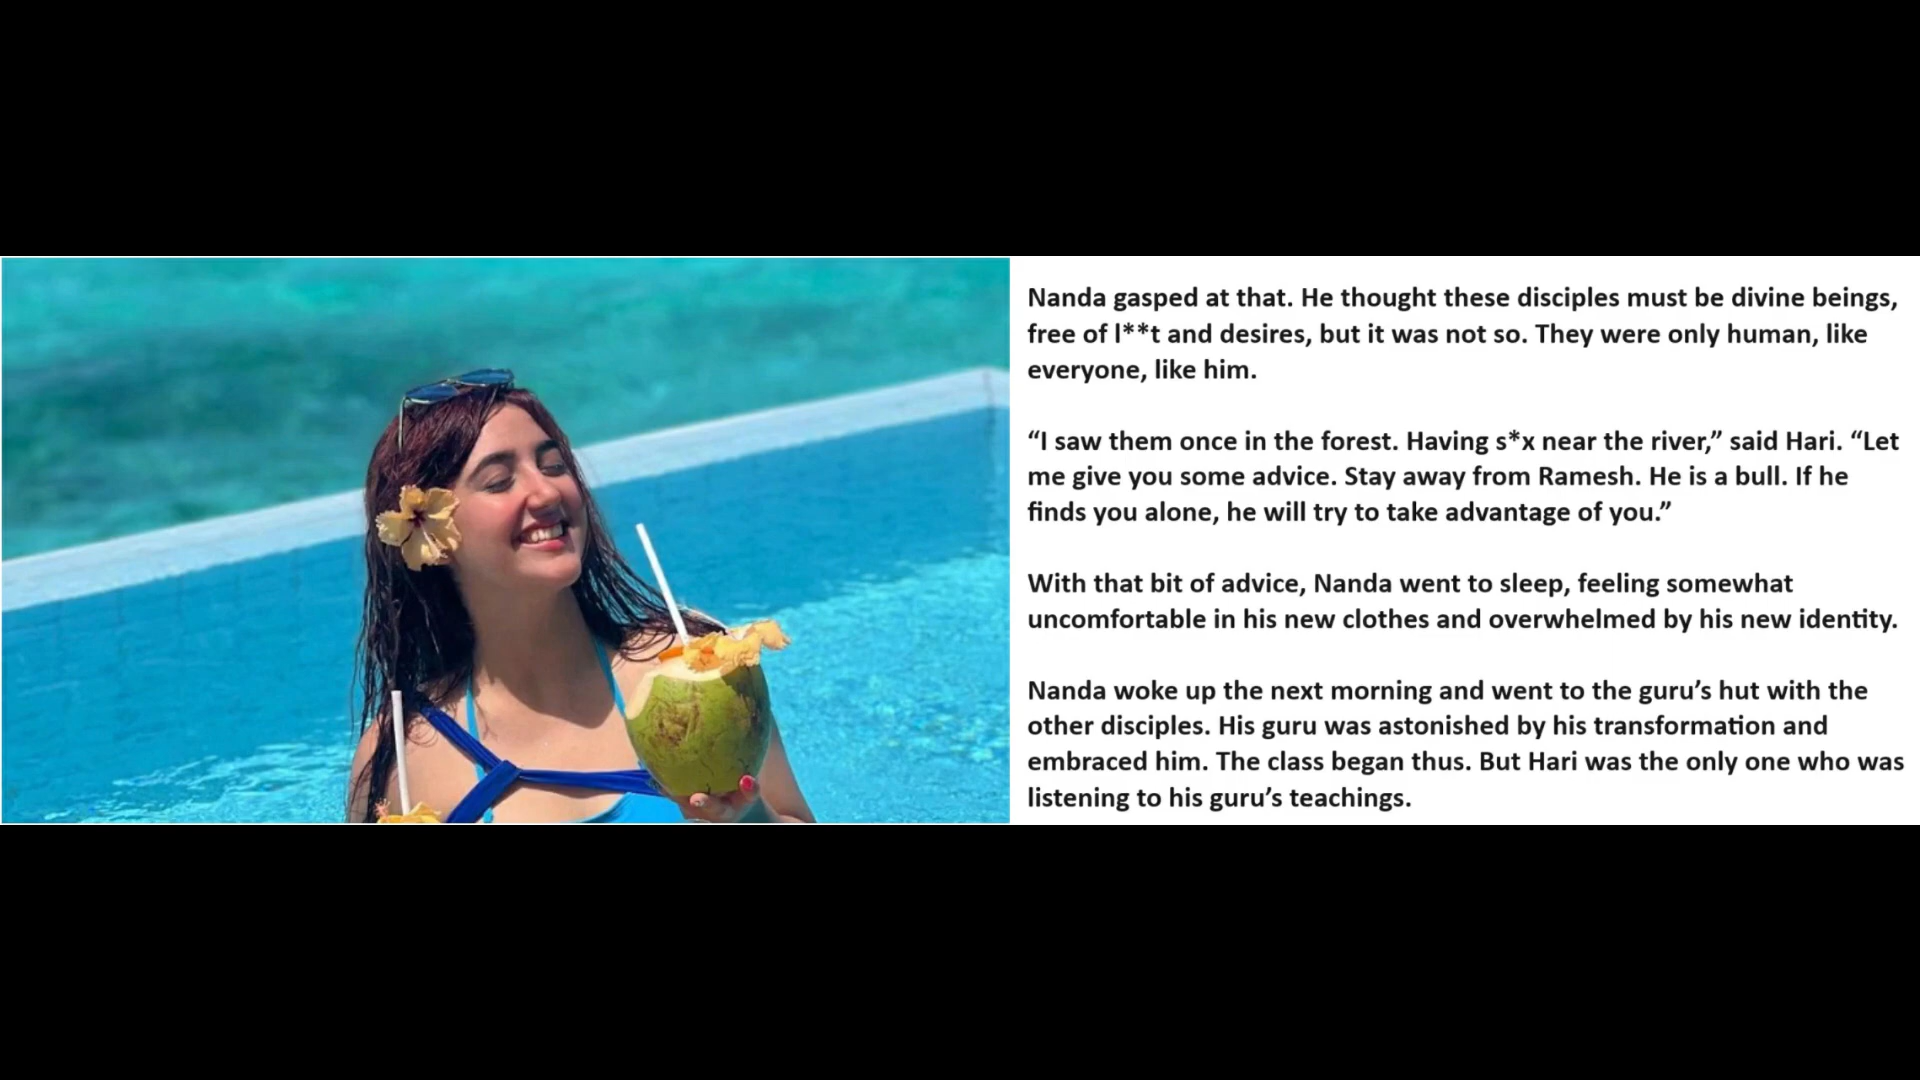 Nanda gasped at that. He thought these disciples must be divine beings,
free of l**t and desires, but it was not so. They were only human, like
everyone, like him.
“I saw them once in the forest. Having s*x near the river,” said Hari. “Let
me give you some advice. Stay away from Ramesh. He is a bull. If he
finds you alone, he will try to take advantage of you.”
With that bit of advice, Nanda went to sleep, feeling somewhat
uncomfortable in his new clothes and overwhelmed by his new identity.
Nanda woke up the next morning and went to the guru’s hut with the
other disciples. His guru was astonished by his transformation and
embraced him. The class began thus. But Hari was the only one who was
listening to his guru’s teachings.